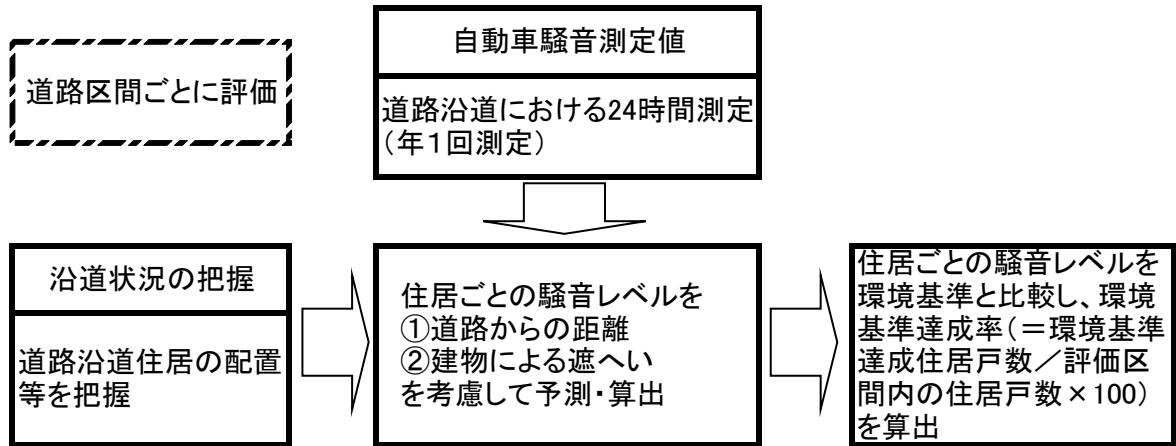 道路区間ごとに評価
自動車騒音測定値
道路沿道における24時間測定
（年１回測定）
沿道状況の把握
道路沿道住居の配置
等を把握
住居ごとの騒音レベルを
①道路からの距離
②建物による遮へい
を考慮して予測・算出
住居ごとの騒音レベルを
環境基準と比較し、環境
基準達成率（＝環境基準
達成住居戸数／評価区
間内の住居戸数×100）
を算出